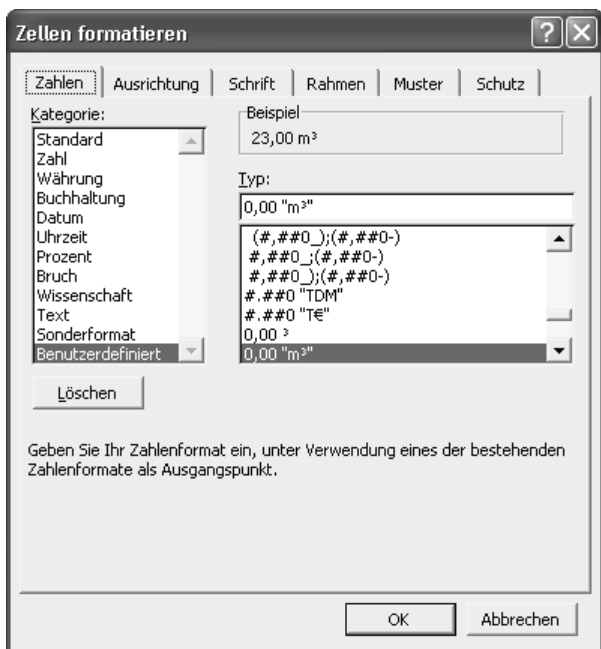 Zellen formatieren
Zahlen Ausrichtung Schrift Rahmen Muster Schutz
Kategorie:
Standard
Zahl
Währung
Buchhaltung
Datum
Uhrzeit
Prozent
Bruch
Wissenschaft
Text
Sonderformat
Benutzerdefiniert
Beispiel
23,00 m³
Typ:
0,00 "m³"
(#,##0_);(#,##0-)
#,##0_;(#,##0-)
#,##0_);(#,##0-)
#.##0 "TDM"
#.##0 "T€"
0,00 ³
0,00 "m³"
Löschen
Geben Sie Ihr Zahlenformat ein, unter Verwendung eines der bestehenden
Zahlenformate als Ausgangspunkt.
OK Abbrechen